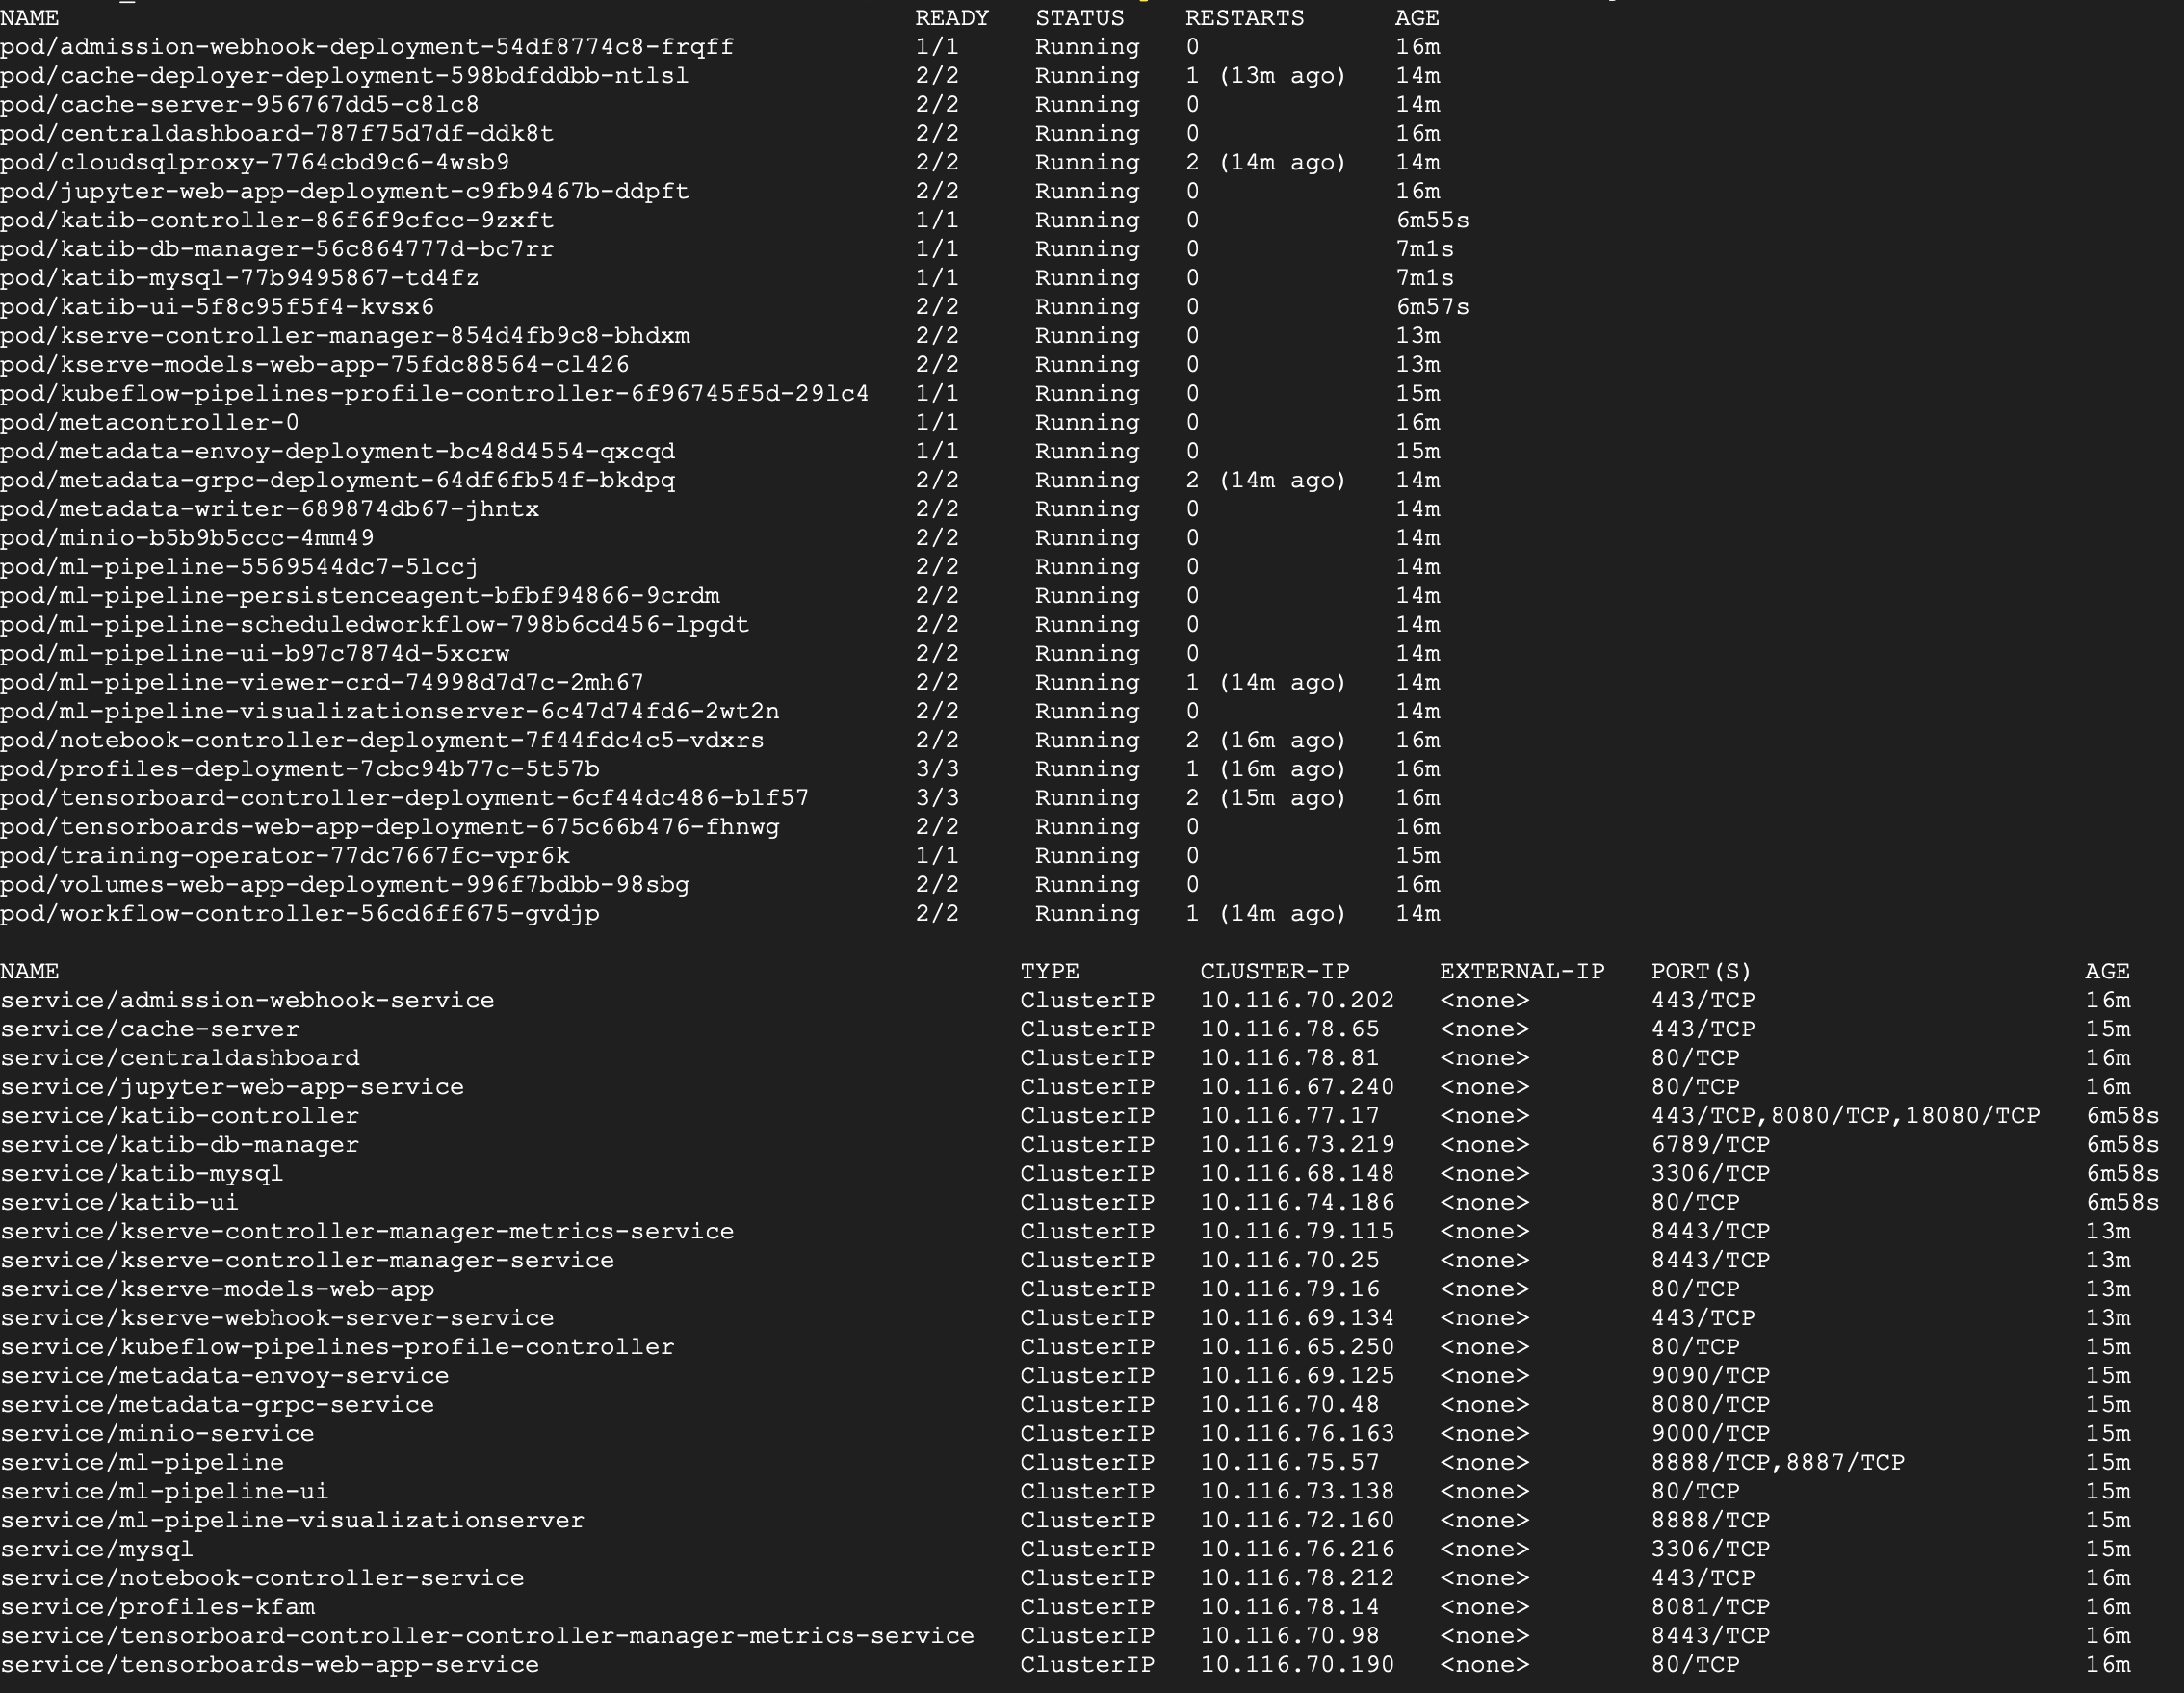 NAME READY STATUS RESTARTS AGE
pod/admission-webhook-deployment-54df8774c8-frqff 1/1 Running 0 16m
pod/cache-deployer-deployment-598bdfddbb-ntlsl 2/2 Running 1 (13m ago) 14m
pod/cache-server-956767dd5-c8lc8 2/2 Running 0 14m
pod/centraldashboard-787f75d7df-ddk8t 2/2 Running 0 16m
pod/cloudsqlproxy-7764cbd9c6-4wsb9 2/2 Running 2 (14m ago) 14m
pod/jupyter-web-app-deployment-c9fb9467b-ddpft 2/2 Running 0 16m
pod/katib-controller-86f6f9cfcc-9zxft 1/1 Running 0 6m55s
pod/katib-db-manager-56c864777d-bc7rr 1/1 Running 0 7m1s
pod/katib-mysql-77b9495867-td4fz 1/1 Running 0 7m1s
pod/katib-ui-5f8c95f5f4-kvsx6 2/2 Running 0 6m57s
pod/kserve-controller-manager-854d4fb9c8-bhdxm 2/2 Running 0 13m
pod/kserve-models-web-app-75fdc88564-cl426 2/2 Running 0 13m
pod/kubeflow-pipelines-profile-controller-6f96745f5d-29lc4 1/1 Running 0 15m
pod/metacontroller-0 1/1 Running 0 16m
pod/metadata-envoy-deployment-bc48d4554-qxcqd 1/1 Running 0 15m
pod/metadata-grpc-deployment-64df6fb54f-bkdpq 2/2 Running 2 (14m ago) 14m
pod/metadata-writer-689874db67-jhntx 2/2 Running 0 14m
pod/minio-b5b9b5ccc-4mm49 2/2 Running 0 14m
pod/ml-pipeline-5569544dc7-5lccj 2/2 Running 0 14m
pod/ml-pipeline-persistenceagent-bfbf94866-9crdm 2/2 Running 0 14m
pod/ml-pipeline-scheduledworkflow-798b6cd456-lpgdt 2/2 Running 0 14m
pod/ml-pipeline-ui-b97c7874d-5xcrw 2/2 Running 0 14m
pod/ml-pipeline-viewer-crd-74998d7d7c-2mh67 2/2 Running 1 (14m ago) 14m
pod/ml-pipeline-visualizationserver-6c47d74fd6-2wt2n 2/2 Running 0 14m
pod/notebook-controller-deployment-7f44fdc4c5-vdxrs 2/2 Running 2 (16m ago) 16m
pod/profiles-deployment-7cbc94b77c-5t57b 3/3 Running 1 (16m ago) 16m
pod/tensorboard-controller-deployment-6cf44dc486-blf57 3/3 Running 2 (15m ago) 16m
pod/tensorboards-web-app-deployment-675c66b476-fhnwg 2/2 Running 0 16m
pod/training-operator-77dc7667fc-vpr6k 1/1 Running 0 15m
pod/volumes-web-app-deployment-996f7bdbb-98sbg 2/2 Running 0 16m
pod/workflow-controller-56cd6ff675-gvdjp 2/2 Running 1 (14m ago) 14m
NAME TYPE CLUSTER-IP EXTERNAL-IP PORT(S) AGE
service/admission-webhook-service ClusterIP 10.116.70.202 <none> 443/TCP 16m
service/cache-server ClusterIP 10.116.78.65 <none> 443/TCP 15m
service/centraldashboard ClusterIP 10.116.78.81 <none> 80/TCP 16m
service/jupyter-web-app-service ClusterIP 10.116.67.240 <none> 80/TCP 16m
service/katib-controller ClusterIP 10.116.77.17 <none> 443/TCP,8080/TCP,18080/TCP 6m58s
service/katib-db-manager ClusterIP 10.116.73.219 <none> 6789/TCP 6m58s
service/katib-mysql ClusterIP 10.116.68.148 <none> 3306/TCP 6m58s
service/katib-ui ClusterIP 10.116.74.186 <none> 80/TCP 6m58s
service/kserve-controller-manager-metrics-service ClusterIP 10.116.79.115 <none> 8443/TCP 13m
service/kserve-controller-manager-service ClusterIP 10.116.70.25 <none> 8443/TCP 13m
service/kserve-models-web-app ClusterIP 10.116.79.16 <none> 80/TCP 13m
service/kserve-webhook-server-service ClusterIP 10.116.69.134 <none> 443/TCP 13m
service/kubeflow-pipelines-profile-controller ClusterIP 10.116.65.250 <none> 80/TCP 15m
service/metadata-envoy-service ClusterIP 10.116.69.125 <none> 9090/TCP 15m
service/metadata-grpc-service ClusterIP 10.116.70.48 <none> 8080/TCP 15m
service/minio-service ClusterIP 10.116.76.163 <none> 9000/TCP 15m
service/ml-pipeline ClusterIP 10.116.75.57 <none> 8888/TCP,8887/TCP 15m
service/ml-pipeline-ui ClusterIP 10.116.73.138 <none> 80/TCP 15m
service/ml-pipeline-visualizationserver ClusterIP 10.116.72.160 <none> 8888/TCP 15m
service/mysql ClusterIP 10.116.76.216 <none> 3306/TCP 15m
service/notebook-controller-service ClusterIP 10.116.78.212 <none> 443/TCP 16m
service/profiles-kfam ClusterIP 10.116.78.14 <none> 8081/TCP 16m
service/tensorboard-controller-controller-manager-metrics-service ClusterIP 10.116.70.98 <none> 8443/TCP 16m
service/tensorboards-web-app-service ClusterIP 10.116.70.190 <none> 80/TCP 16m